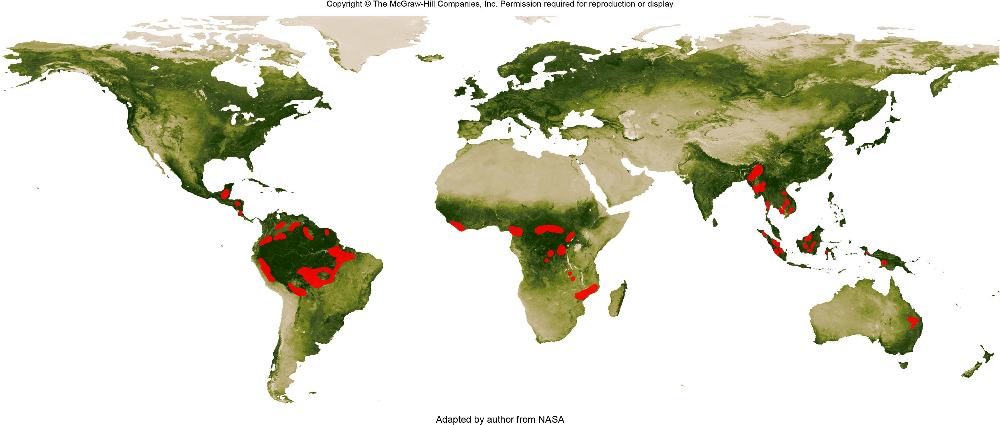 Copyright © The McGraw-Hill Companies, Inc. Permission required for reproduction or display
Adapted by author from NASA